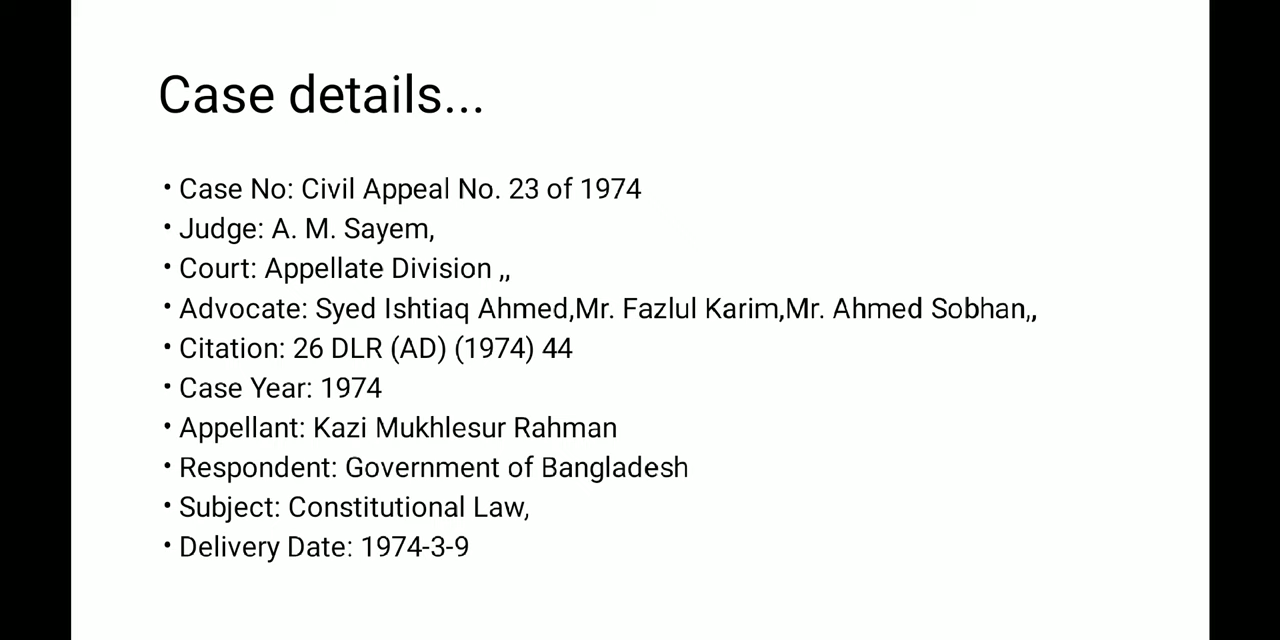 Case details...
• Case No: Civil Appeal No. 23 of 1974
• Judge: A. M. Sayem,
• Court: Appellate Division ,,
• Advocate: Syed Ishtiaq Ahmed,Mr. Fazlul Karim,Mr. Ahmed Sobhan,,
• Citation: 26 DLR (AD) (1974) 44
• Case Year: 1974
• Appellant: Kazi Mukhlesur Rahman
• Respondent: Government of Bangladesh
• Subject: Constitutional Law,
• Delivery Date: 1974-3-9